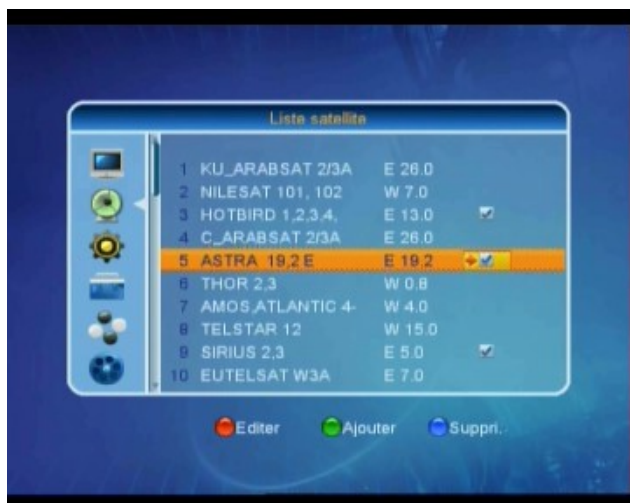 Liste satellite
1 KU_ARABSAT 2/3A E 26.0
2 NILESAT 101, 102 W 7.0
3 HOTBIRD 1,2,3,4, E 13.0
4 C_ARABSAT 2/3A E 26.0
5 ASTRA 19,2 E E 19.2
6 THOR 2,3 W 0.8
7 AMOS,ATLANTIC 4- W 4.0
8 TELSTAR 12 W 15.0
9 SIRIUS 2,3 E 5.0
10 EUTELSAT W3A E 7.0
Editer Ajouter Suppri.